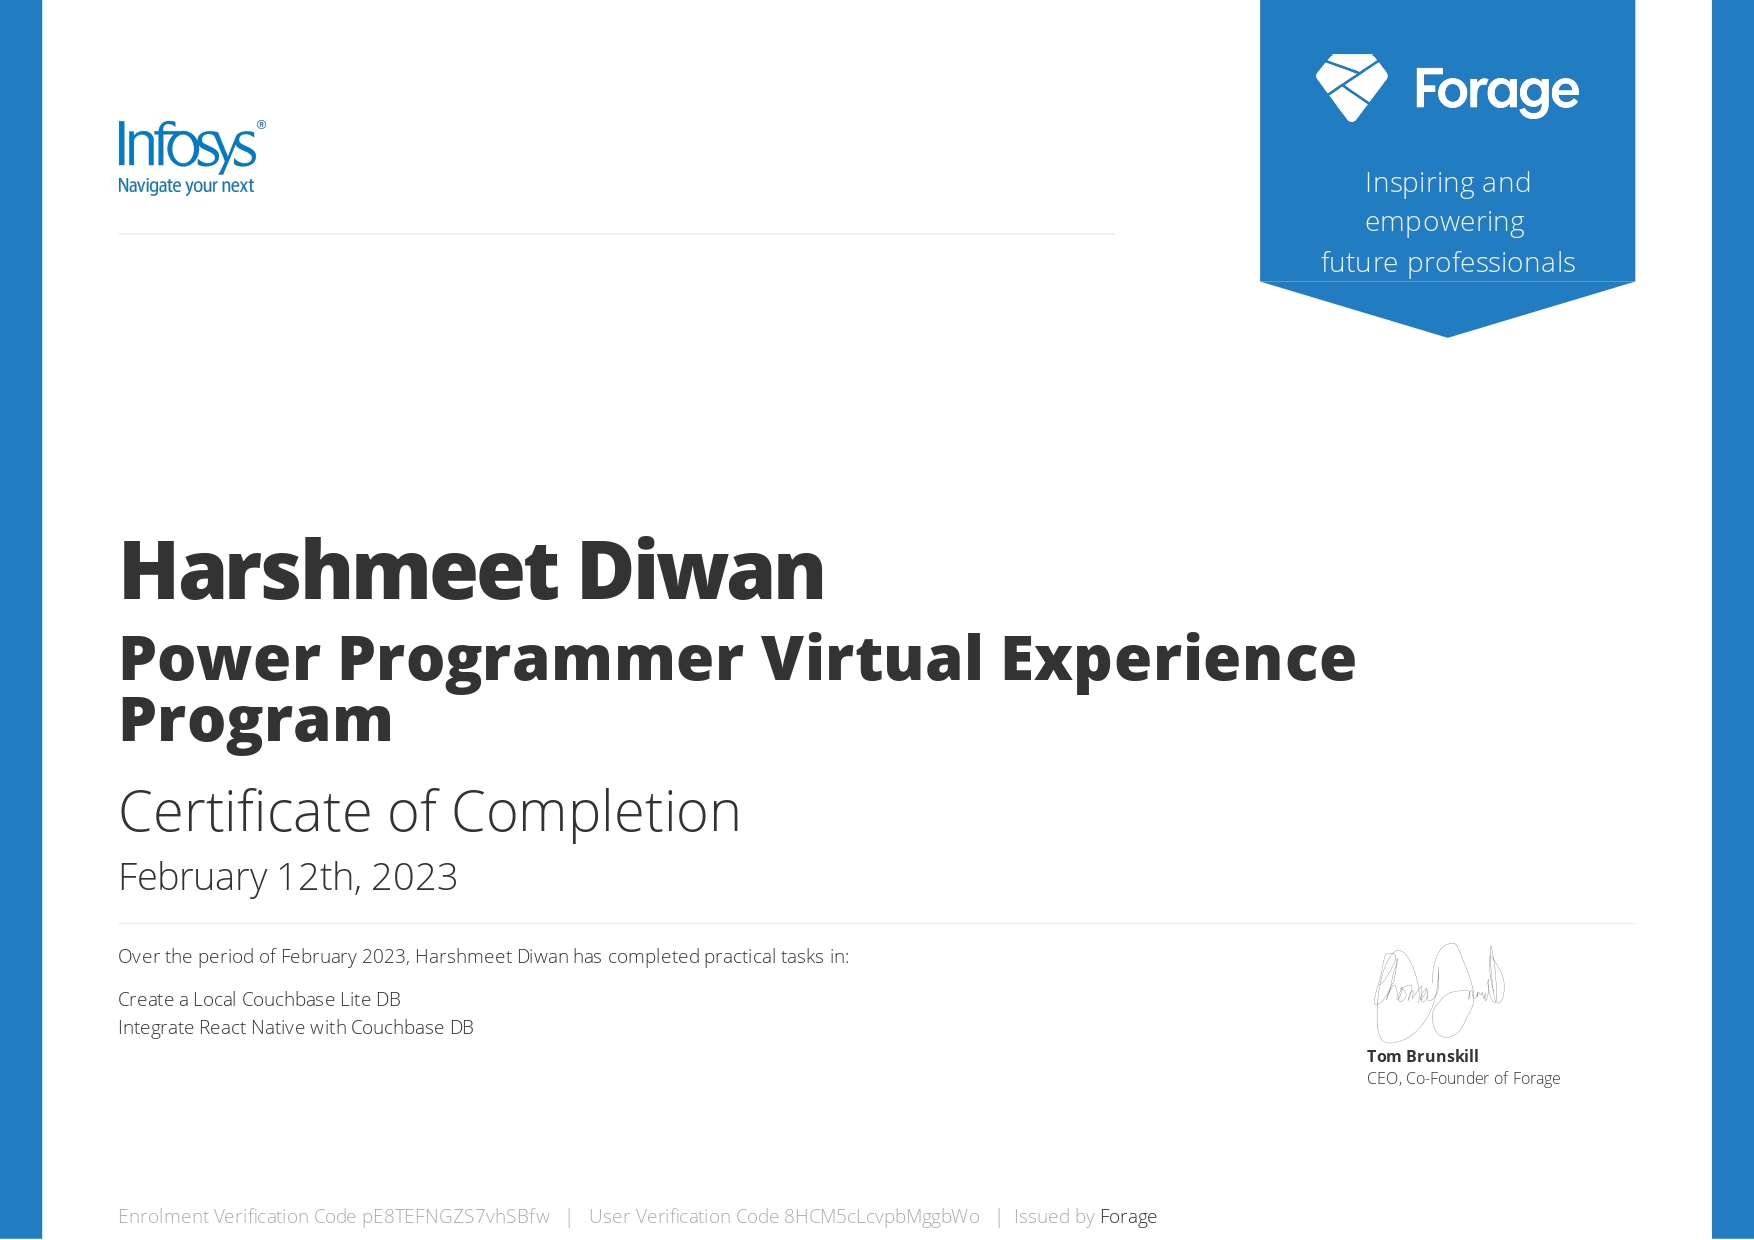 Infosys®
Navigate your next
Forage
Inspiring and
empowering
future professionals
Harshmeet Diwan
Power Programmer Virtual Experience
Program
Certificate of Completion
February 12th, 2023
Over the period of February 2023, Harshmeet Diwan has completed practical tasks in:
Create a Local Couchbase Lite DB
Integrate React Native with Couchbase DB
Tom Brunskill
CEO, Co-Founder of Forage
Enrolment Verification Code pE8TEFNGZS7vhSBfw | User Verification Code 8HCM5cLcvpbMggbWo | Issued by Forage